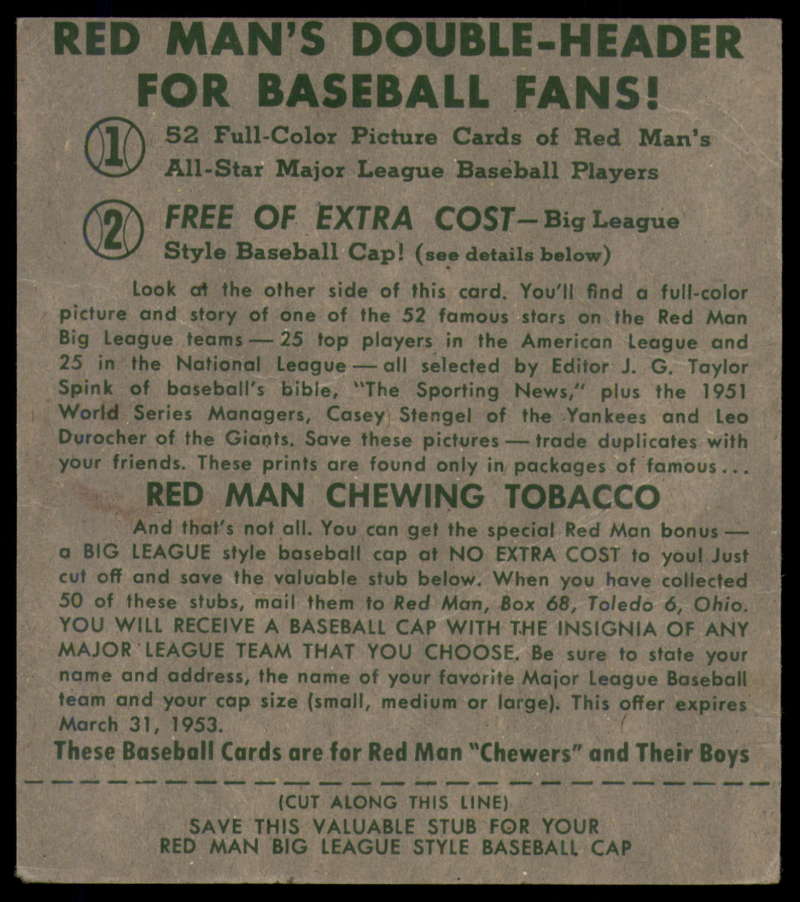 RED MAN'S DOUBLE-HEADER
FOR BASEBALL FANS!
1 52 Full-Color Picture Cards of Red Man's
All-Star Major League Baseball Players
2 FREE OF EXTRA COST—Big League
Style Baseball Cap! (see details below)
Look at the other side of this card. You'll find a full-color
picture and story of one of the 52 famous stars on the Red Man
Big League teams — 25 top players in the American League and
25 in the National League — all selected by Editor J. G. Taylor
Spink of baseball's bible, "The Sporting News," plus the 1951
World Series Managers, Casey Stengel of the Yankees and Leo
Durocher of the Giants. Save these pictures — trade duplicates with
your friends. These prints are found only in packages of famous...
RED MAN CHEWING TOBACCO
And that's not all. You can get the special Red Man bonus —
a BIG LEAGUE style baseball cap at NO EXTRA COST to you! Just
cut off and save the valuable stub below. When you have collected
50 of these stubs, mail them to Red Man, Box 68, Toledo 6, Ohio.
YOU WILL RECEIVE A BASEBALL CAP WITH THE INSIGNIA OF ANY
MAJOR LEAGUE TEAM THAT YOU CHOOSE. Be sure to state your
name and address, the name of your favorite Major League Baseball
team and your cap size (small, medium or large). This offer expires
March 31, 1953.
These Baseball Cards are for Red Man "Chewers" and Their Boys
(CUT ALONG THIS LINE)
SAVE THIS VALUABLE STUB FOR YOUR
RED MAN BIG LEAGUE STYLE BASEBALL CAP